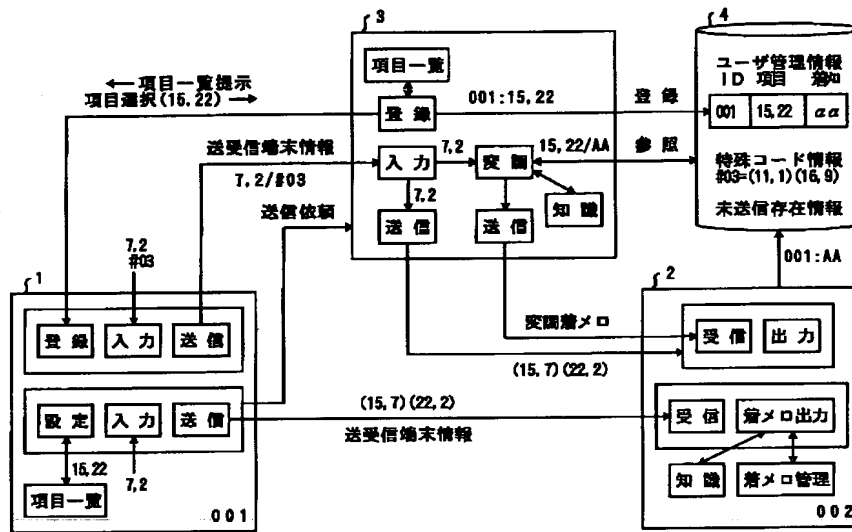 3
4
項目一覧
←項目一覧提示
項目選択(15,22)→
登録
001:15,22
登録
ユーザ管理情報
ID 項目 着知
001 15,22 αα
送受信端末情報
7,2/#03
入力
7,2
変調
15,22/AA
参照
特殊コード情報
#03=(11,1)(16,9)
未送信存在情報
7,2
知識
送信依頼
送信
送信
7,2
#03
001:AA
1
2
登録
入力
送信
変調着メロ
受信
出力
(15,7)(22,2)
設定
入力
送信
(15,7)(22,2)
送受信端末情報
受信
着メロ出力
15,22
7,2
項目一覧
001
知識
着メロ管理
002